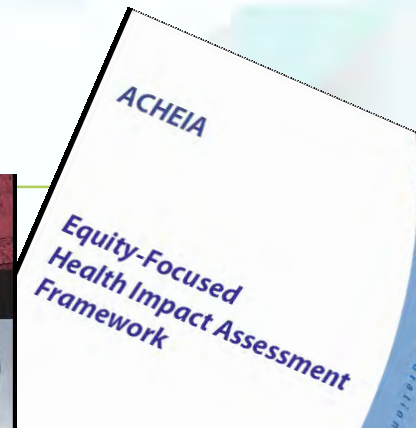 ACHEIA
Equity-Focused
Health Impact Assessment
Framework